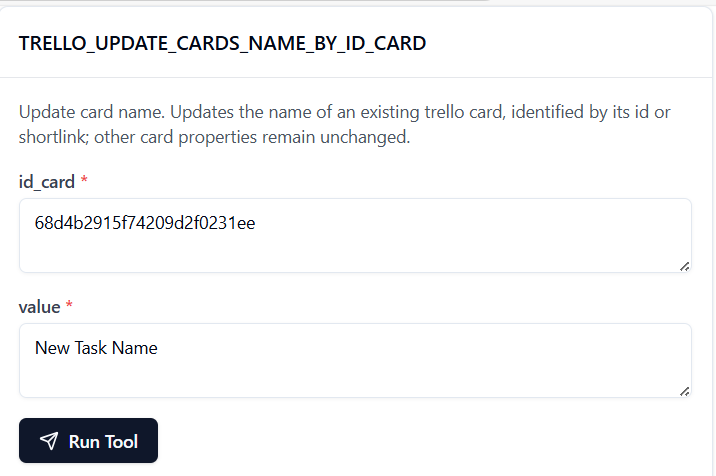 TRELLO_UPDATE_CARDS_NAME_BY_ID_CARD
Update card name. Updates the name of an existing trello card, identified by its id or
shortlink; other card properties remain unchanged.
id_card *
68d4b2915f74209d2f0231ee
value *
New Task Name
Run Tool